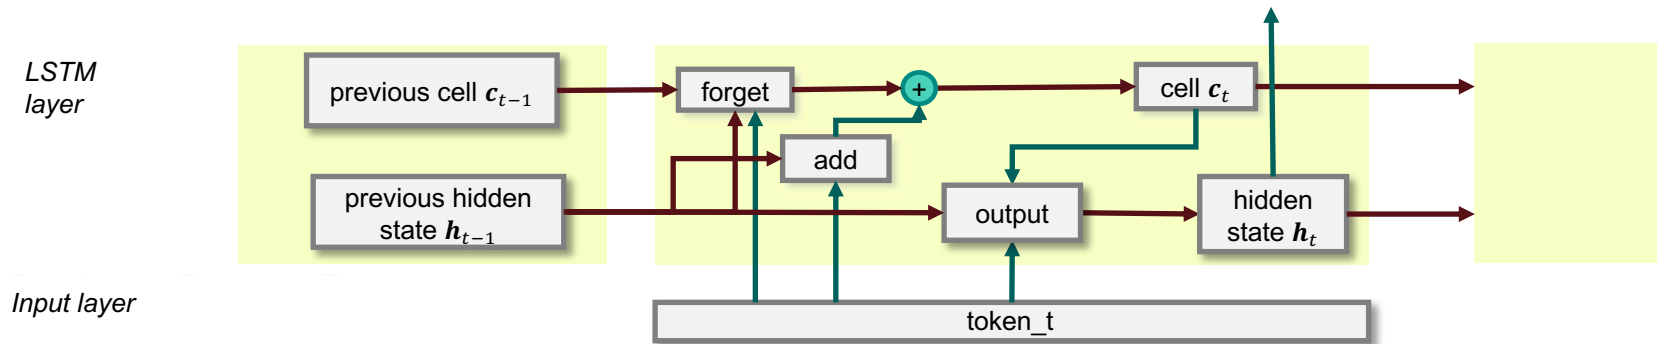 LSTM
layer
previous cell c_{t−1}
forget
+
cell c_t
add
previous hidden
state h_{t−1}
output
hidden
state h_t
Input layer
token_t